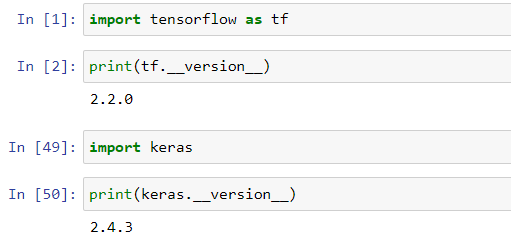 In [1]: import tensorflow as tf
In [2]: print(tf.__version__)
2.2.0
In [49]: import keras
In [50]: print(keras.__version__)
2.4.3